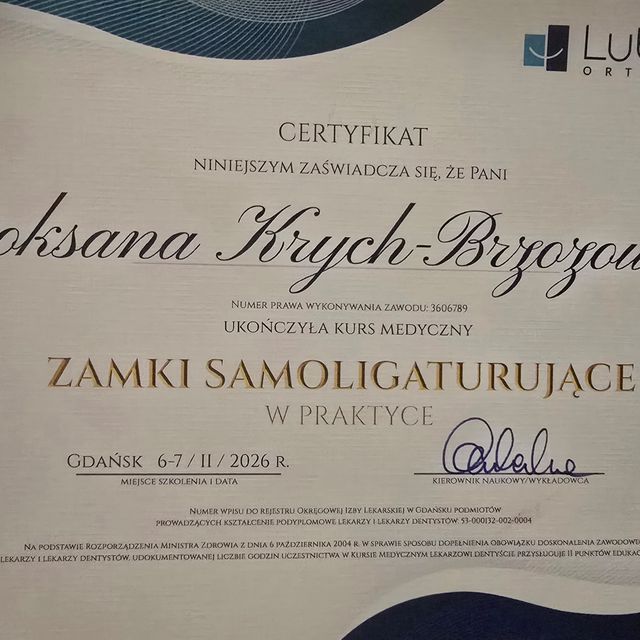 LUB
ORT
CERTYFIKAT
NINIEJSZYM ZAŚWIADCZA SIĘ, ŻE PANI
oksana Krych-Brzozow
NUMER PRAWA WYKONYWANIA ZAWODU: 3606789
UKOŃCZYŁA KURS MEDYCZNY
ZAMKI SAMOLIGATURUJĄCE
W PRAKTYCE
GDAŃSK 6-7 / II / 2026 R.
MIEJSCE SZKOLENIA I DATA
KIEROWNIK NAUKOWY/WYKŁADOWCA
NUMER WPISU DO REJESTRU OKRĘGOWEJ IZBY LEKARSKIEJ W GDAŃSKU PODMIOTÓW
PROWADZĄCYCH KSZTAŁCENIE PODYPLOMOWE LEKARZY I LEKARZY DENTYSTÓW: 53-000132-002-0004
NA PODSTAWIE ROZPORZĄDZENIA MINISTRA ZDROWIA Z DNIA 6 PAŹDZIERNIKA 2004 R. W SPRAWIE SPOSOBU DOPEŁNIENIA OBOWIĄZKU DOSKONALENIA ZAWODOWE
LEKARZY I LEKARZY DENTYSTÓW, UDOKUMENTOWANEJ LICZBIE GODZIN UCZESTNICTWA W KURSIE MEDYCZNYM LEKARZOWI DENTYŚCIE PRZYSŁUGUJE 11 PUNKTÓW EDUKA